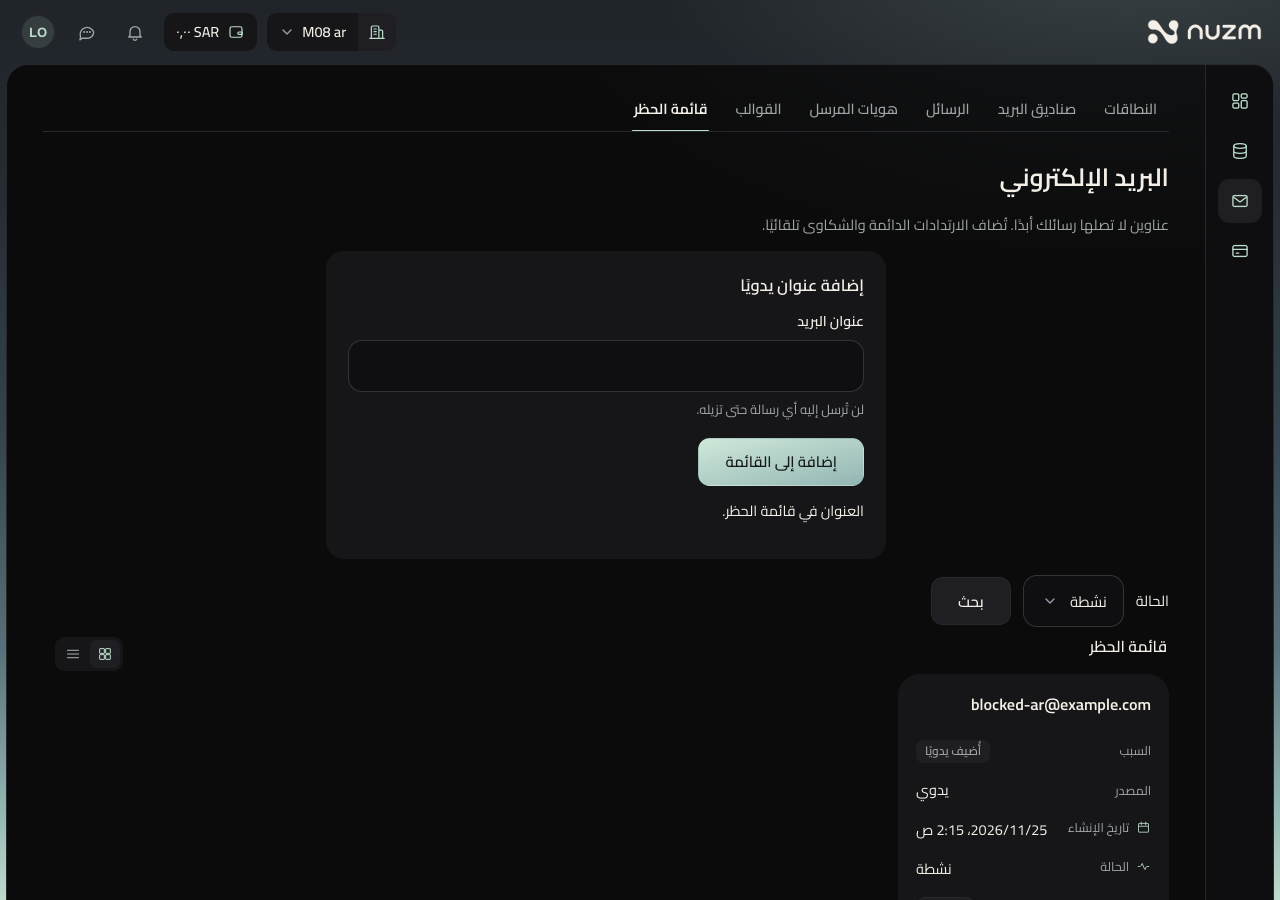 nuzm
M08 ar
٠,٠٠ SAR
LO
النطاقات
صناديق البريد
الرسائل
هويات المرسل
القوالب
قائمة الحظر
البريد الإلكتروني
عناوين لا تصلها رسائلك أبدًا. تُضاف الارتدادات الدائمة والشكاوى تلقائيًا.
إضافة عنوان يدويًا
عنوان البريد
لن تُرسل إليه أي رسالة حتى تزيله.
إضافة إلى القائمة
العنوان في قائمة الحظر.
الحالة
نشطة
بحث
قائمة الحظر
blocked-ar@example.com
السبب
أضيف يدويًا
المصدر
يدوي
تاريخ الإنشاء
2026/11/25، 2:15 ص
الحالة
نشطة